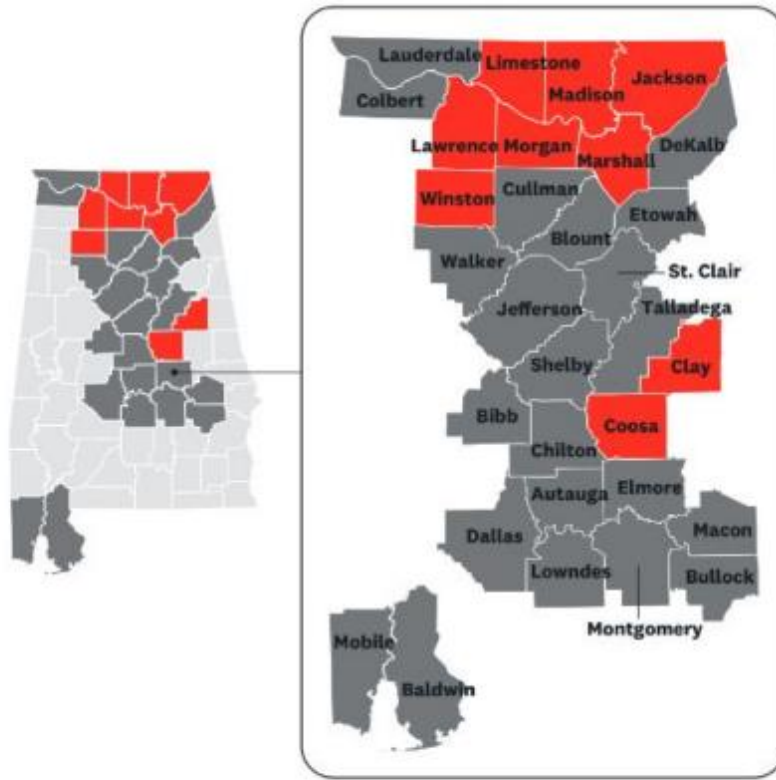 Lauderdale
Limestone
Jackson
Colbert
Madison
Lawrence
Morgan
Marshall
DeKalb
Winston
Cullman
Etowah
Blount
Walker
St. Clair
Jefferson
Talladega
Shelby
Clay
Bibb
Coosa
Chilton
Autauga
Elmore
Dallas
Macon
Lowndes
Bullock
Montgomery
Mobile
Baldwin